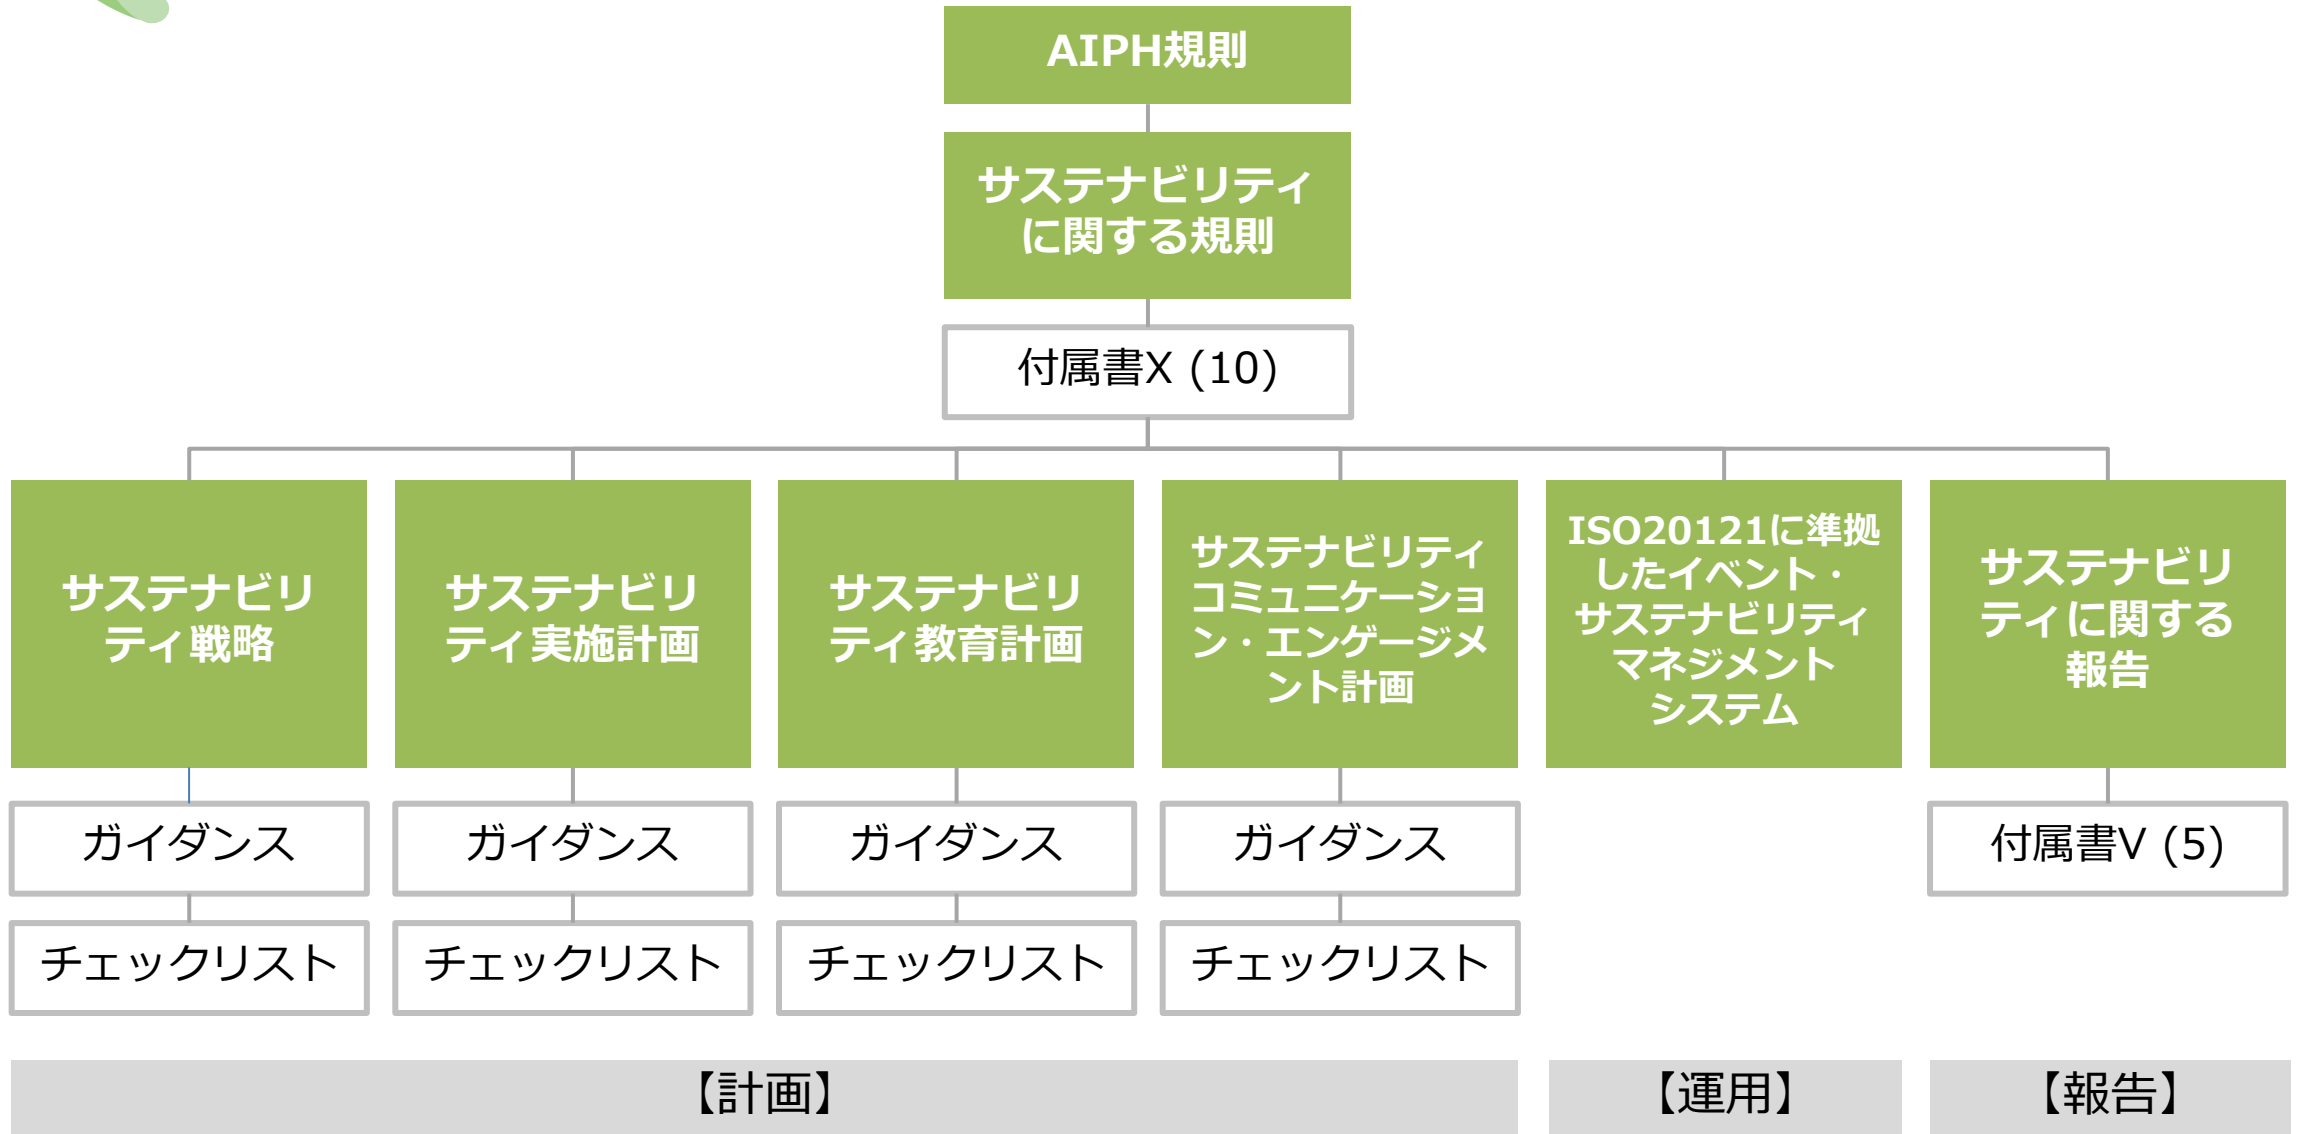 AIPH規則
サステナビリティ
に関する規則
付属書X (10)
サステナビリ
ティ戦略
サステナビリ
ティ実施計画
サステナビリ
ティ教育計画
サステナビリティ
コミュニケーショ
ン・エンゲージメ
ント計画
ISO20121に準拠
したイベント・
サステナビリティ
マネジメント
システム
サステナビリ
ティに関する
報告
ガイダンス
ガイダンス
ガイダンス
ガイダンス
付属書V (5)
チェックリスト
チェックリスト
チェックリスト
チェックリスト
【計画】
【運用】
【報告】